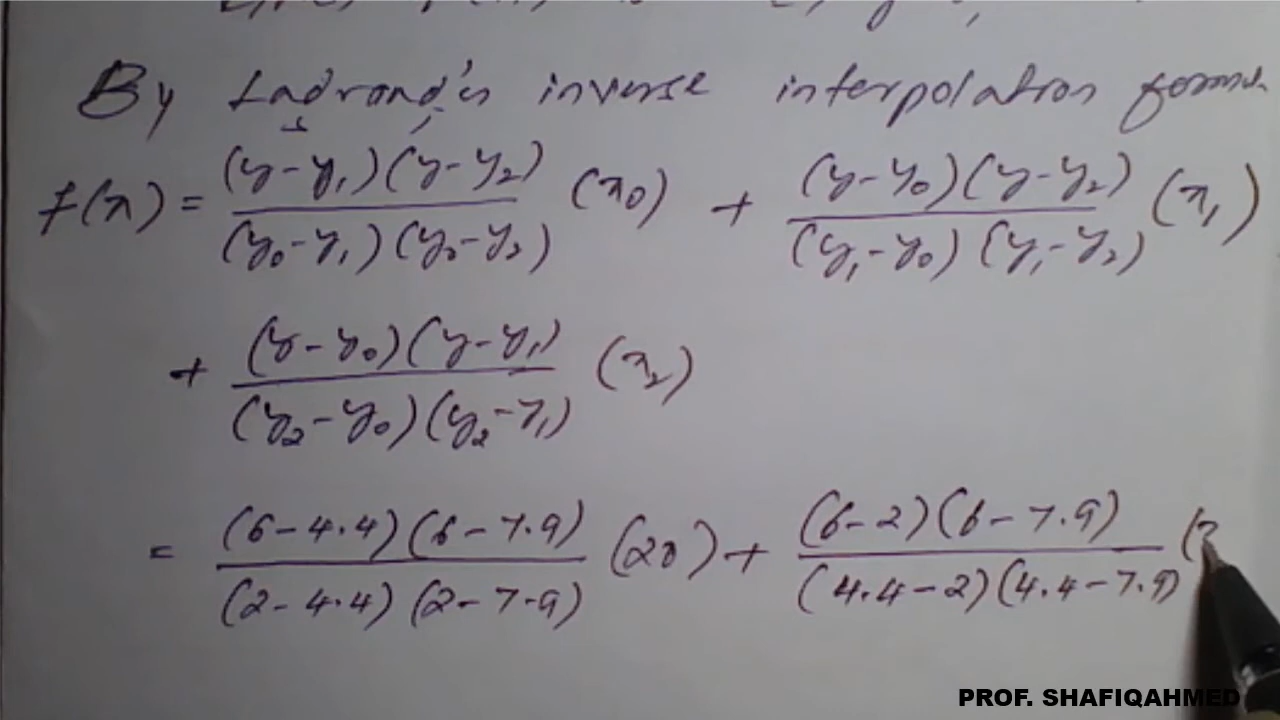 By Lagrang's inverse interpolation
f(x) = (y-y₁)(y-y₂) / (y₀-y₁)(y₀-y₂) (x₀) + (y-y₀)(y-y₂) / (y₁-y₀)(y₁-y₂) (x₁)
+ (y-y₀)(y-y₁) / (y₂-y₀)(y₂-y₁) (x₂)
= (6-4.4)(6-7.9) / (2-4.4)(2-7.9) (20) + (6-2)(6-7.9) / (4.4-2)(4.4-7.9) (
PROF. SHAFIQAHMED